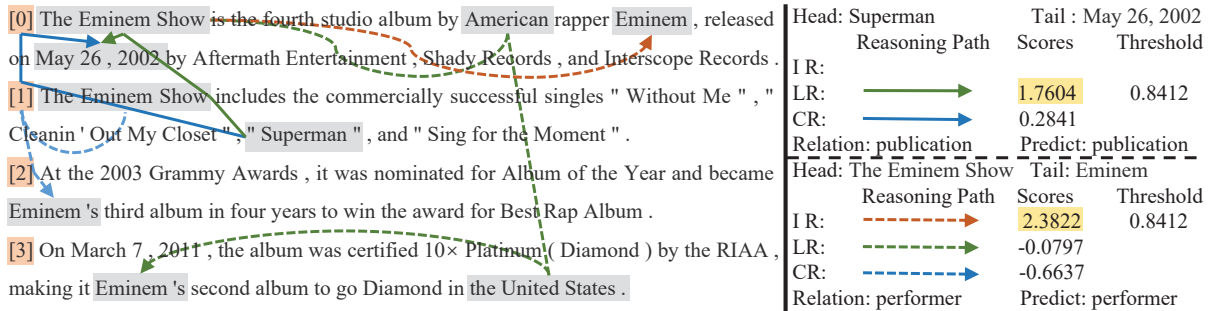 [0] The Eminem Show is the fourth studio album by American rapper Eminem , released
on May 26 , 2002 by Aftermath Entertainment , Shady Records , and Interscope Records .
[1] The Eminem Show includes the commercially successful singles " Without Me " , "
Cleanin ' Out My Closet " , " Superman " , and " Sing for the Moment " .
[2] At the 2003 Grammy Awards , it was nominated for Album of the Year and became
Eminem 's third album in four years to win the award for Best Rap Album .
[3] On March 7 , 2011 , the album was certified 10× Platinum ( Diamond ) by the RIAA ,
making it Eminem 's second album to go Diamond in the United States .
Head: Superman Tail : May 26, 2002
Reasoning Path Scores Threshold
I R:
LR: 1.7604 0.8412
CR: 0.2841
Relation: publication Predict: publication
Head: The Eminem Show Tail: Eminem
Reasoning Path Scores Threshold
I R: 2.3822 0.8412
LR: -0.0797
CR: -0.6637
Relation: performer Predict: performer